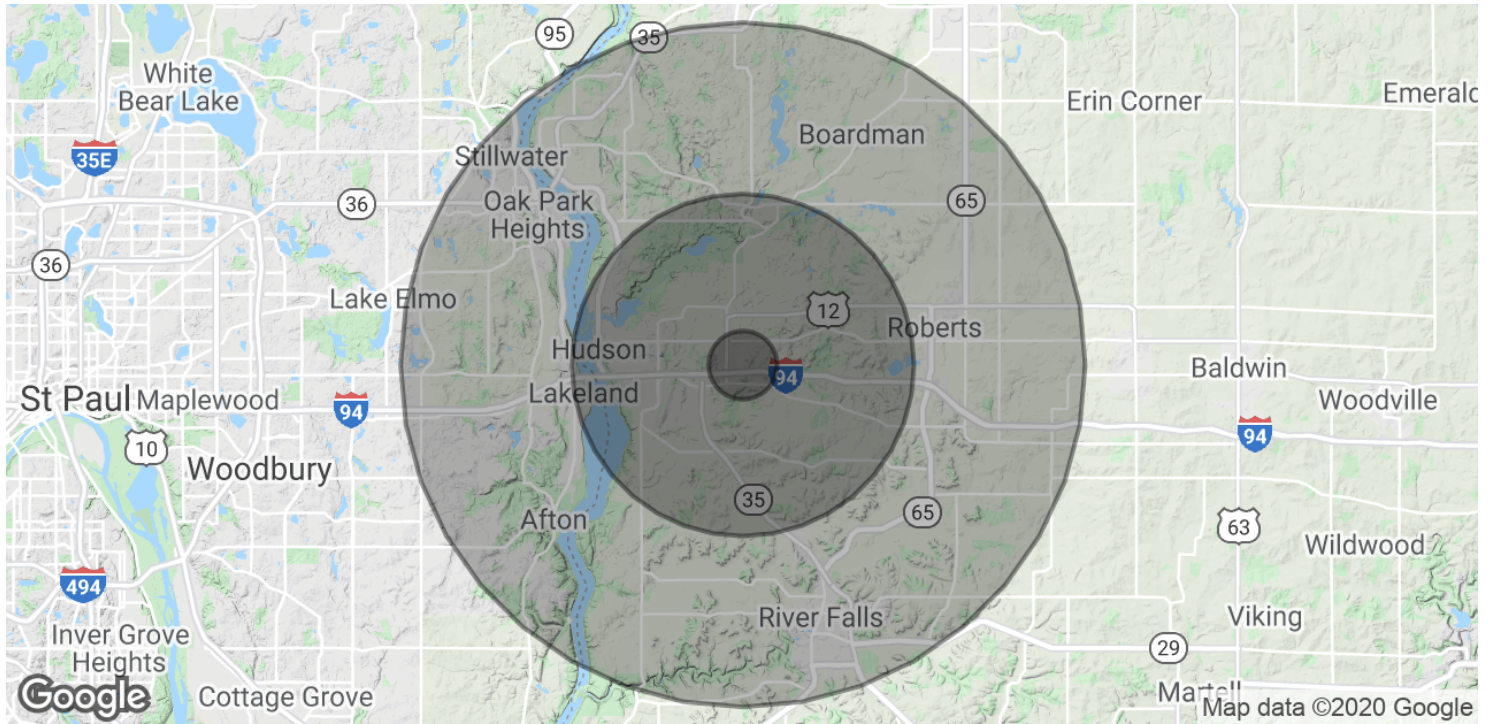 95
35
White
Bear Lake
Erin Corner
Emerald
Boardman
35E
Stillwater
36
Oak Park
Heights
65
36
Lake Elmo
12
Roberts
Hudson
94
Baldwin
Lakeland
St Paul
Maplewood
94
Woodville
10
94
Woodbury
35
65
Afton
63
Wildwood
494
River Falls
Viking
Inver Grove
Heights
29
Google
Cottage Grove
Martell
Map data ©2020 Google